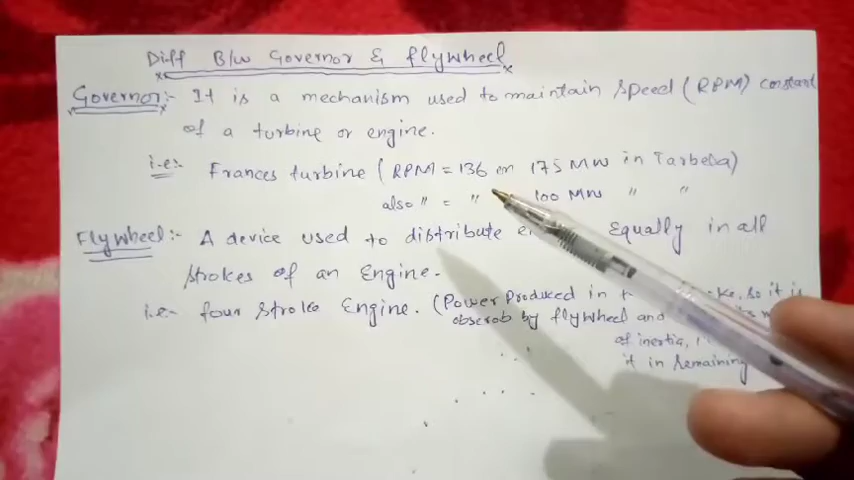 Diff B/w Governor & flywheel
Governor:- It is a mechanism used to maintain Speed (RPM) constant
of a turbine or engine.
i.e:- Frances turbine (RPM = 136 on 175 MW in Tarbela)
also " = " 100 MW " "
Flywheel:- A device used to distribute Equally in all
strokes of an Engine.
i.e:- four stroke Engine. (Power Produced in so it is
obserob by flywheel and
of inertia,
it in remaining